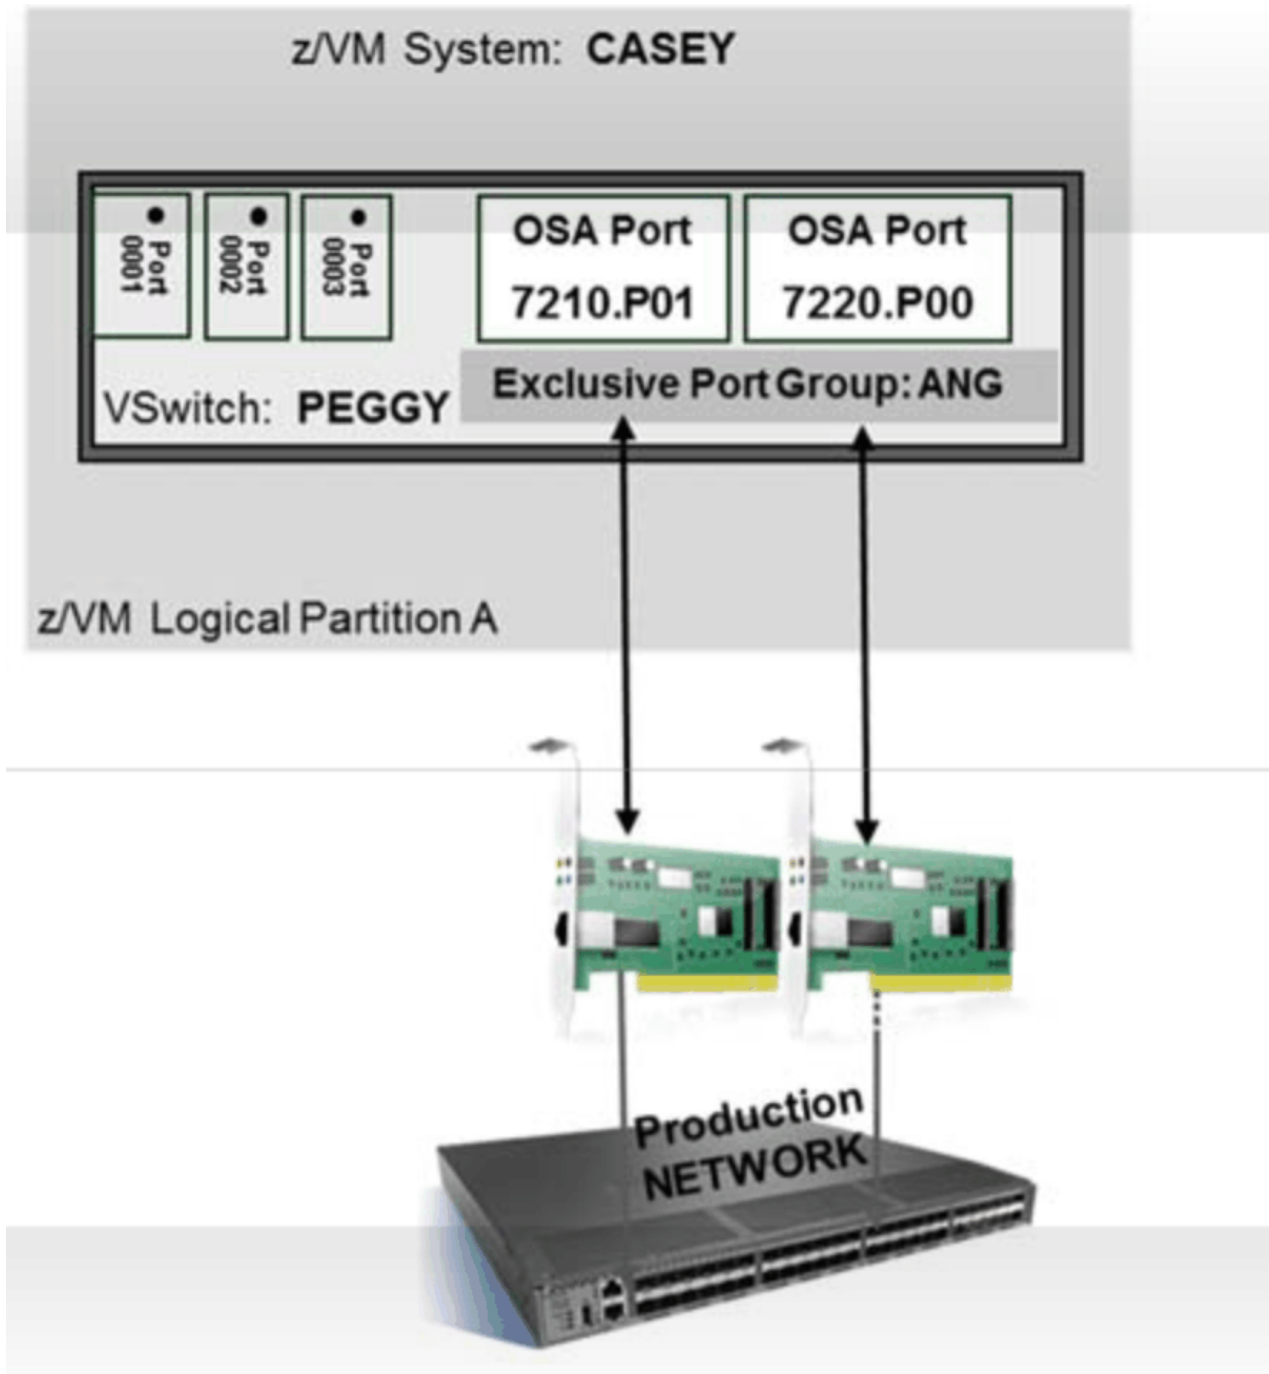 z/VM System: CASEY
Port
0001
Port
0002
Port
0003
OSA Port
7210.P01
OSA Port
7220.P00
VSwitch: PEGGY
Exclusive Port Group: ANG
z/VM Logical Partition A
Production
NETWORK